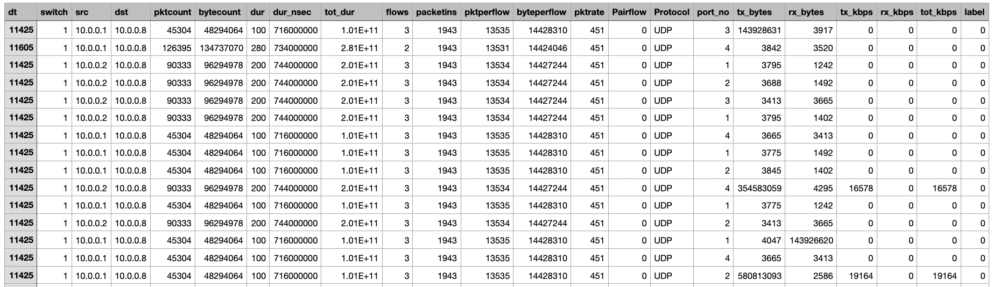 dt switch src dst pktcount bytecount dur dur_nsec tot_dur flows packetins pktperflow byteperflow pktrate Pairflow Protocol port_no tx_bytes rx_bytes tx_kbps rx_kbps tot_kbps label
11425 1 10.0.0.1 10.0.0.8 45304 48294064 100 716000000 1.01E+11 3 1943 13535 14428310 451 0 UDP 3 143928631 3917 0 0 0 0
11605 1 10.0.0.1 10.0.0.8 126395 134737070 280 734000000 2.81E+11 2 1943 13531 14424046 451 0 UDP 4 3842 3520 0 0 0 0
11425 1 10.0.0.2 10.0.0.8 90333 96294978 200 744000000 2.01E+11 3 1943 13534 14427244 451 0 UDP 1 3795 1242 0 0 0 0
11425 1 10.0.0.2 10.0.0.8 90333 96294978 200 744000000 2.01E+11 3 1943 13534 14427244 451 0 UDP 2 3688 1492 0 0 0 0
11425 1 10.0.0.2 10.0.0.8 90333 96294978 200 744000000 2.01E+11 3 1943 13534 14427244 451 0 UDP 3 3413 3665 0 0 0 0
11425 1 10.0.0.2 10.0.0.8 90333 96294978 200 744000000 2.01E+11 3 1943 13534 14427244 451 0 UDP 1 3795 1402 0 0 0 0
11425 1 10.0.0.1 10.0.0.8 45304 48294064 100 716000000 1.01E+11 3 1943 13535 14428310 451 0 UDP 4 3665 3413 0 0 0 0
11425 1 10.0.0.1 10.0.0.8 45304 48294064 100 716000000 1.01E+11 3 1943 13535 14428310 451 0 UDP 1 3775 1492 0 0 0 0
11425 1 10.0.0.1 10.0.0.8 45304 48294064 100 716000000 1.01E+11 3 1943 13535 14428310 451 0 UDP 2 3845 1402 0 0 0 0
11425 1 10.0.0.2 10.0.0.8 90333 96294978 200 744000000 2.01E+11 3 1943 13534 14427244 451 0 UDP 4 354583059 4295 16578 0 16578 0
11425 1 10.0.0.1 10.0.0.8 45304 48294064 100 716000000 1.01E+11 3 1943 13535 14428310 451 0 UDP 1 3775 1242 0 0 0 0
11425 1 10.0.0.2 10.0.0.8 90333 96294978 200 744000000 2.01E+11 3 1943 13534 14427244 451 0 UDP 2 3413 3665 0 0 0 0
11425 1 10.0.0.1 10.0.0.8 45304 48294064 100 716000000 1.01E+11 3 1943 13535 14428310 451 0 UDP 1 4047 143926620 0 0 0 0
11425 1 10.0.0.1 10.0.0.8 45304 48294064 100 716000000 1.01E+11 3 1943 13535 14428310 451 0 UDP 4 3665 3413 0 0 0 0
11425 1 10.0.0.1 10.0.0.8 45304 48294064 100 716000000 1.01E+11 3 1943 13535 14428310 451 0 UDP 2 580813093 2586 19164 0 19164 0